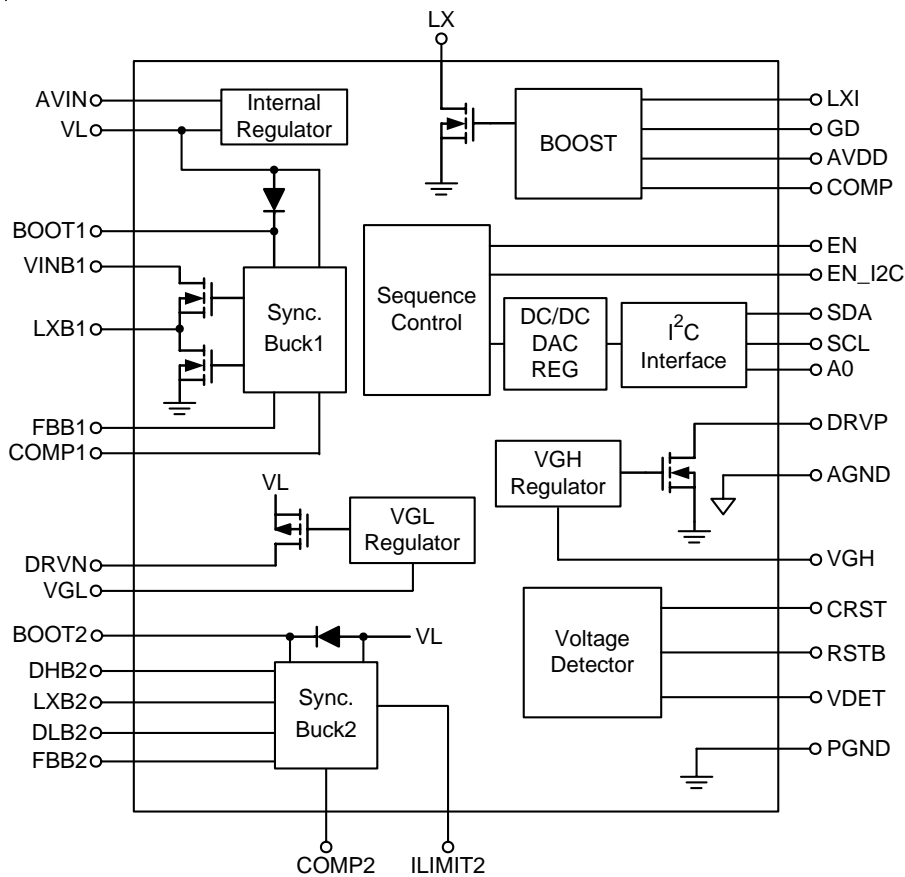 LX
AVIN
VL
BOOT1
VINB1
LXB1
FBB1
COMP1
DRVN
VGL
BOOT2
DHB2
LXB2
DLB2
FBB2
Internal
Regulator
Sync.
Buck1
VL
VGL
Regulator
VL
Sync.
Buck2
BOOST
Sequence
Control
DC/DC
DAC
REG
I²C
Interface
VGH
Regulator
Voltage
Detector
LXI
GD
AVDD
COMP
EN
EN_I2C
SDA
SCL
A0
DRVP
AGND
VGH
CRST
RSTB
VDET
PGND
COMP2
ILIMIT2